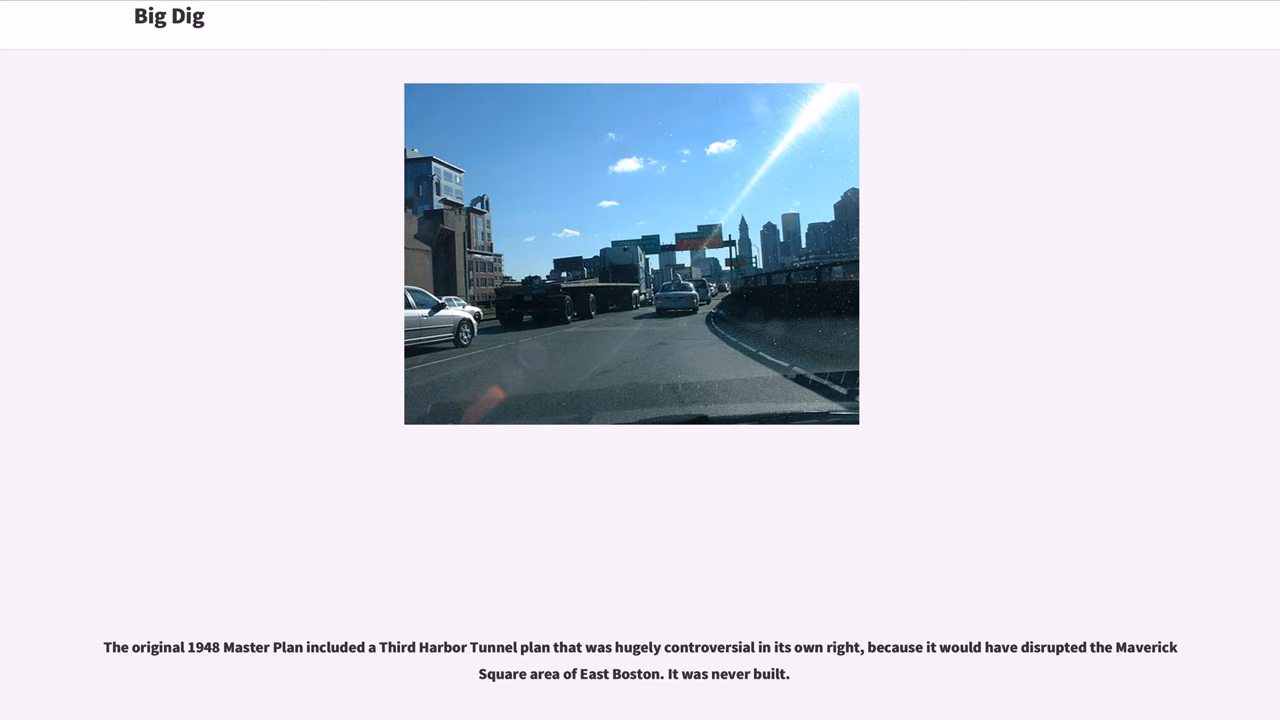 Big Dig
The original 1948 Master Plan included a Third Harbor Tunnel plan that was hugely controversial in its own right, because it would have disrupted the Maverick
Square area of East Boston. It was never built.